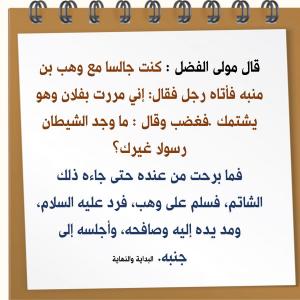 قال مولى الفضل : كنت جالسا مع وهب بن
منبه فأتاه رجل فقال: إني مررت بفلان وهو
يشتمك .فغضب وقال : ما وجد الشيطان
رسولا غيرك؟
فما برحت من عنده حتى جاءه ذلك
الشاتم، فسلم على وهب، فرد عليه السلام،
ومد يده إليه وصافحه، وأجلسه إلى
جنبه. البداية والنهاية